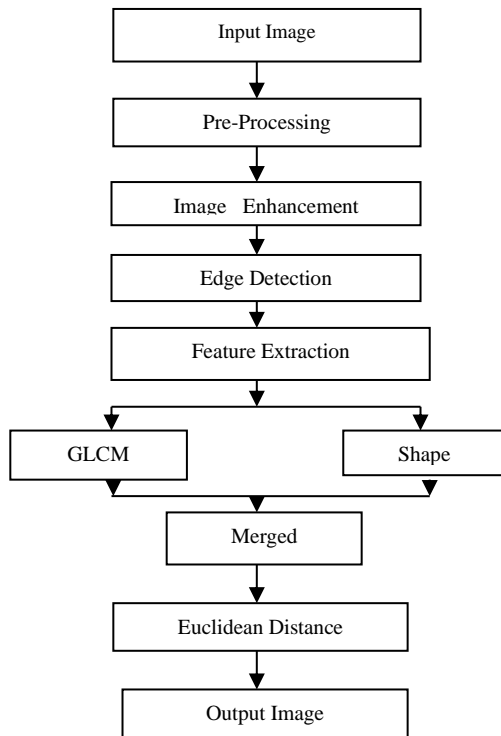 Input Image
Pre-Processing
Image Enhancement
Edge Detection
Feature Extraction
GLCM
Shape
Merged
Euclidean Distance
Output Image